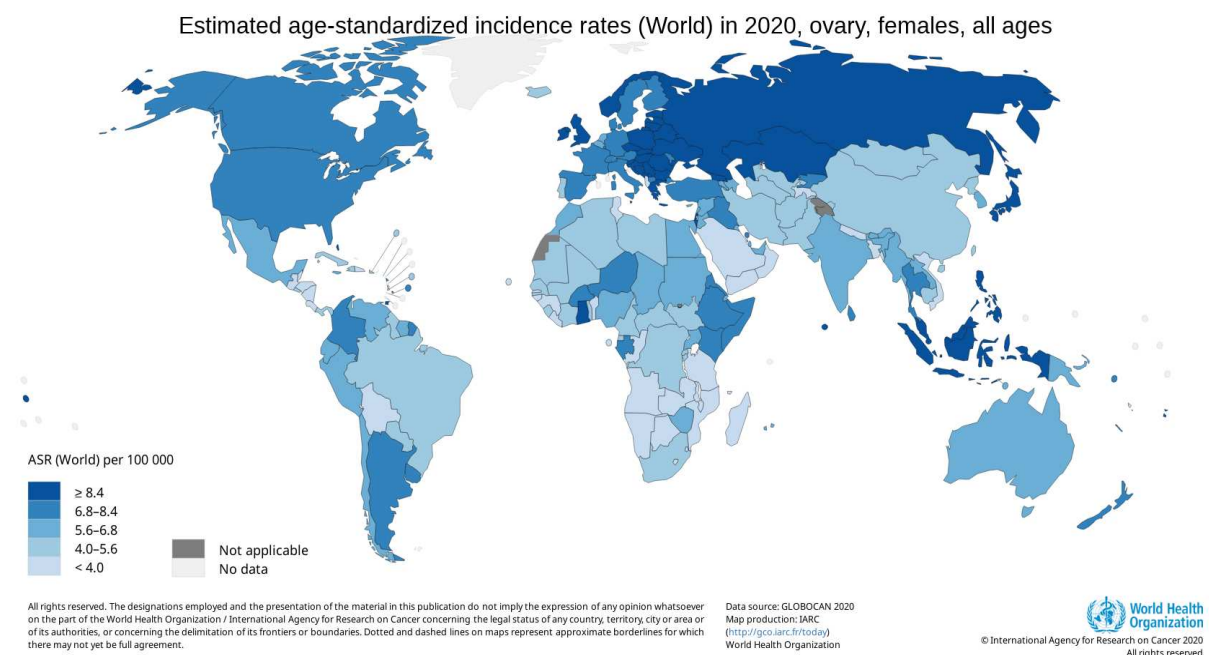 Estimated age-standardized incidence rates (World) in 2020, ovary, females, all ages
ASR (World) per 100 000
≥ 8.4
6.8–8.4
5.6–6.8
4.0–5.6
< 4.0
Not applicable
No data
All rights reserved. The designations employed and the presentation of the material in this publication do not imply the expression of any opinion whatsoever
on the part of the World Health Organization / International Agency for Research on Cancer concerning the legal status of any country, territory, city or area or
of its authorities, or concerning the delimitation of its frontiers or boundaries. Dotted and dashed lines on maps represent approximate borderlines for which
there may not yet be full agreement.
Data source: GLOBOCAN 2020
Map production: IARC
(http://gco.iarc.fr/today)
World Health Organization
World Health
Organization
© International Agency for Research on Cancer 2020
All rights reserved